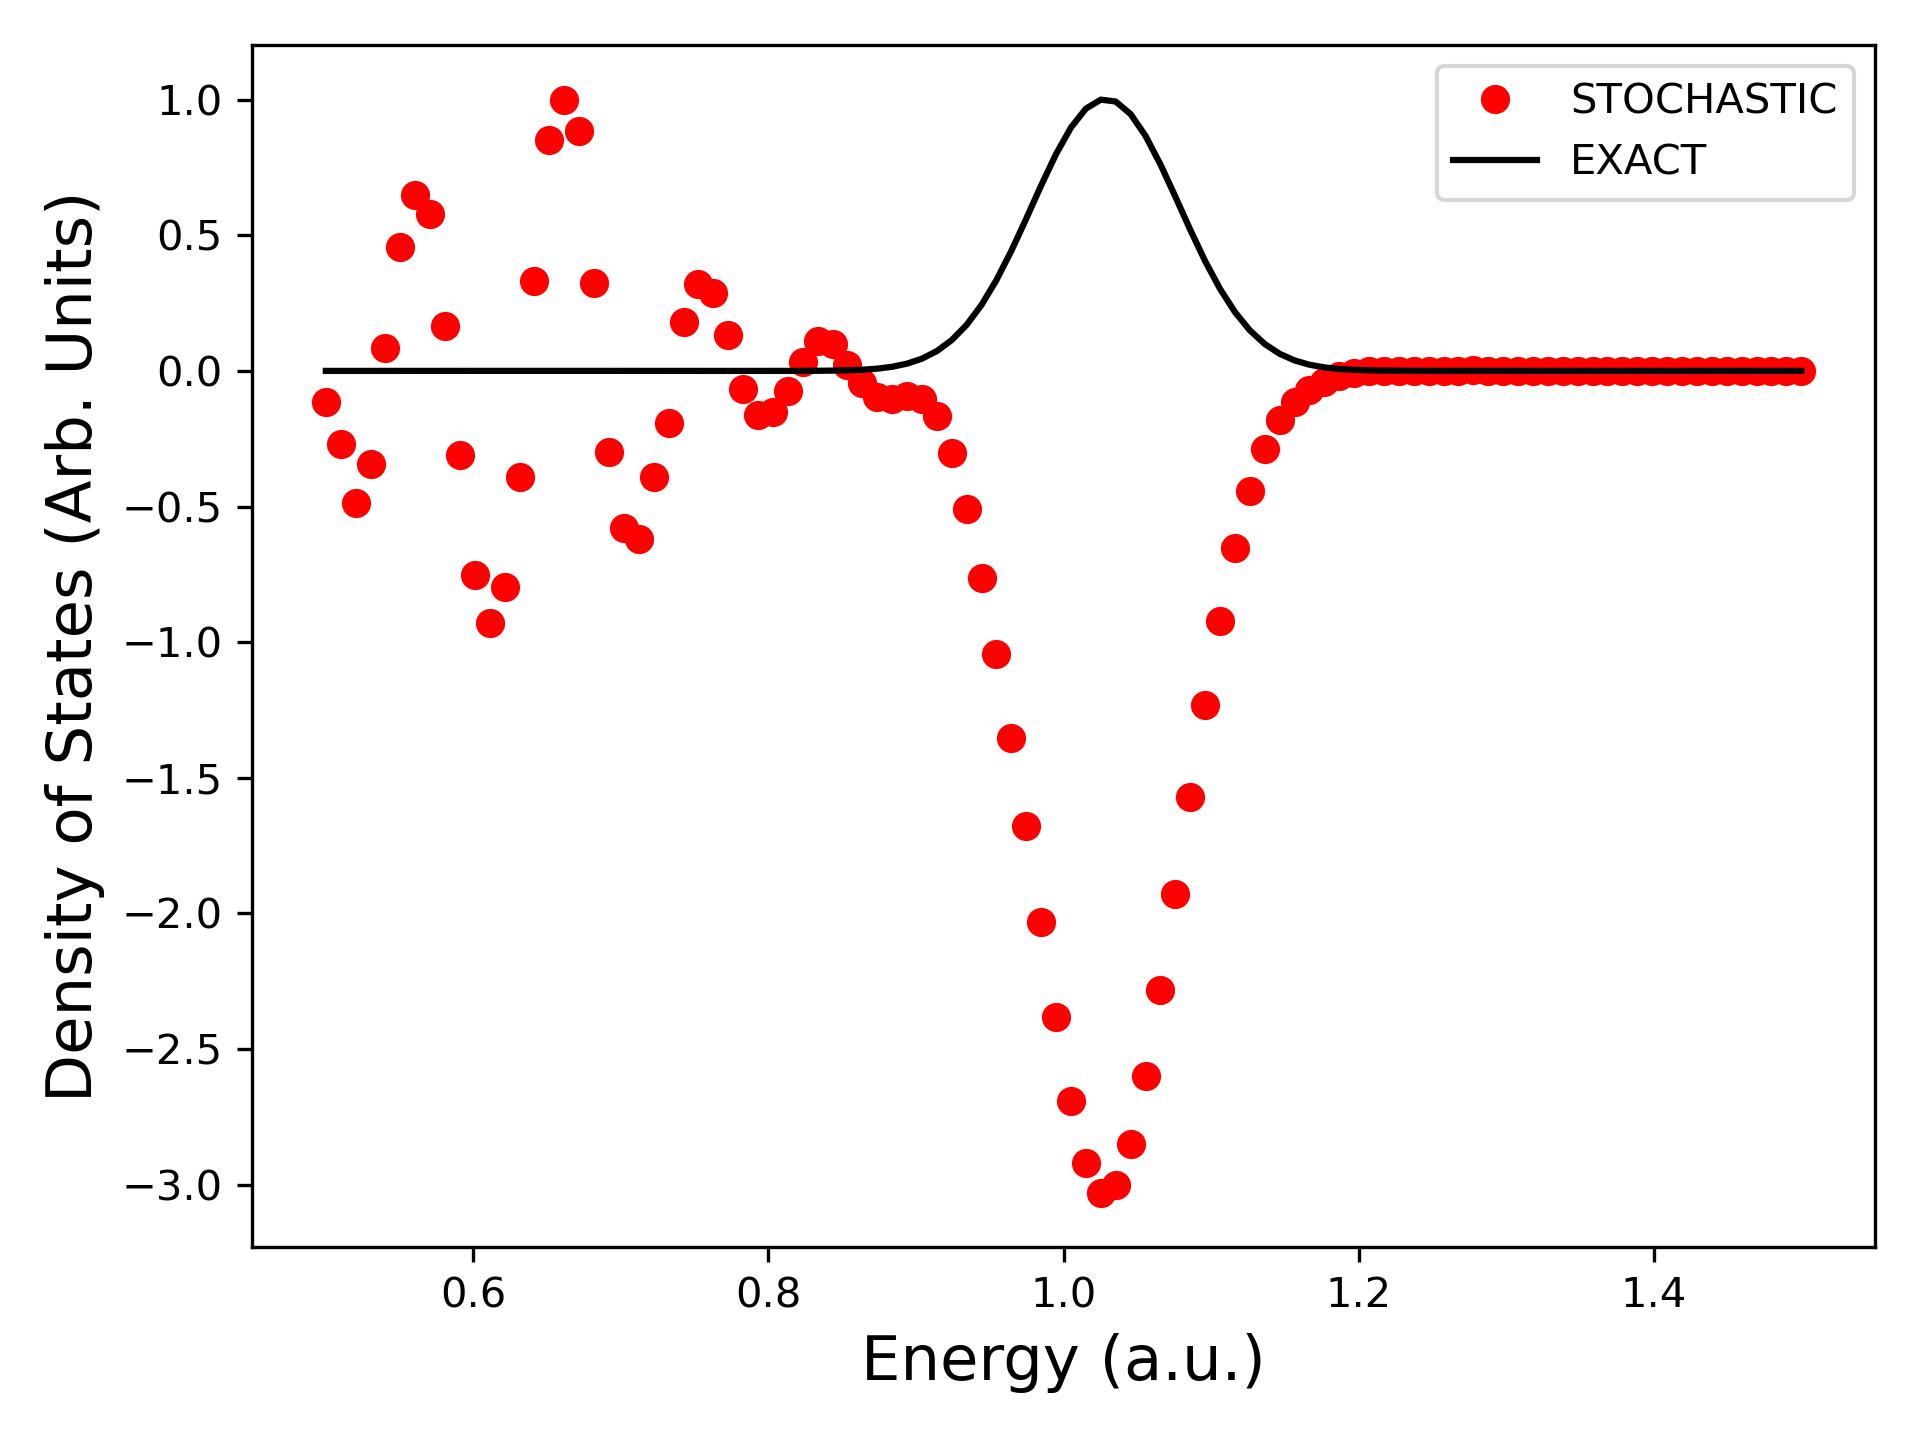 STOCHASTIC
EXACT
Density of States (Arb. Units)
1.0
0.5
0.0
−0.5
−1.0
−1.5
−2.0
−2.5
−3.0
0.6 0.8 1.0 1.2 1.4
Energy (a.u.)